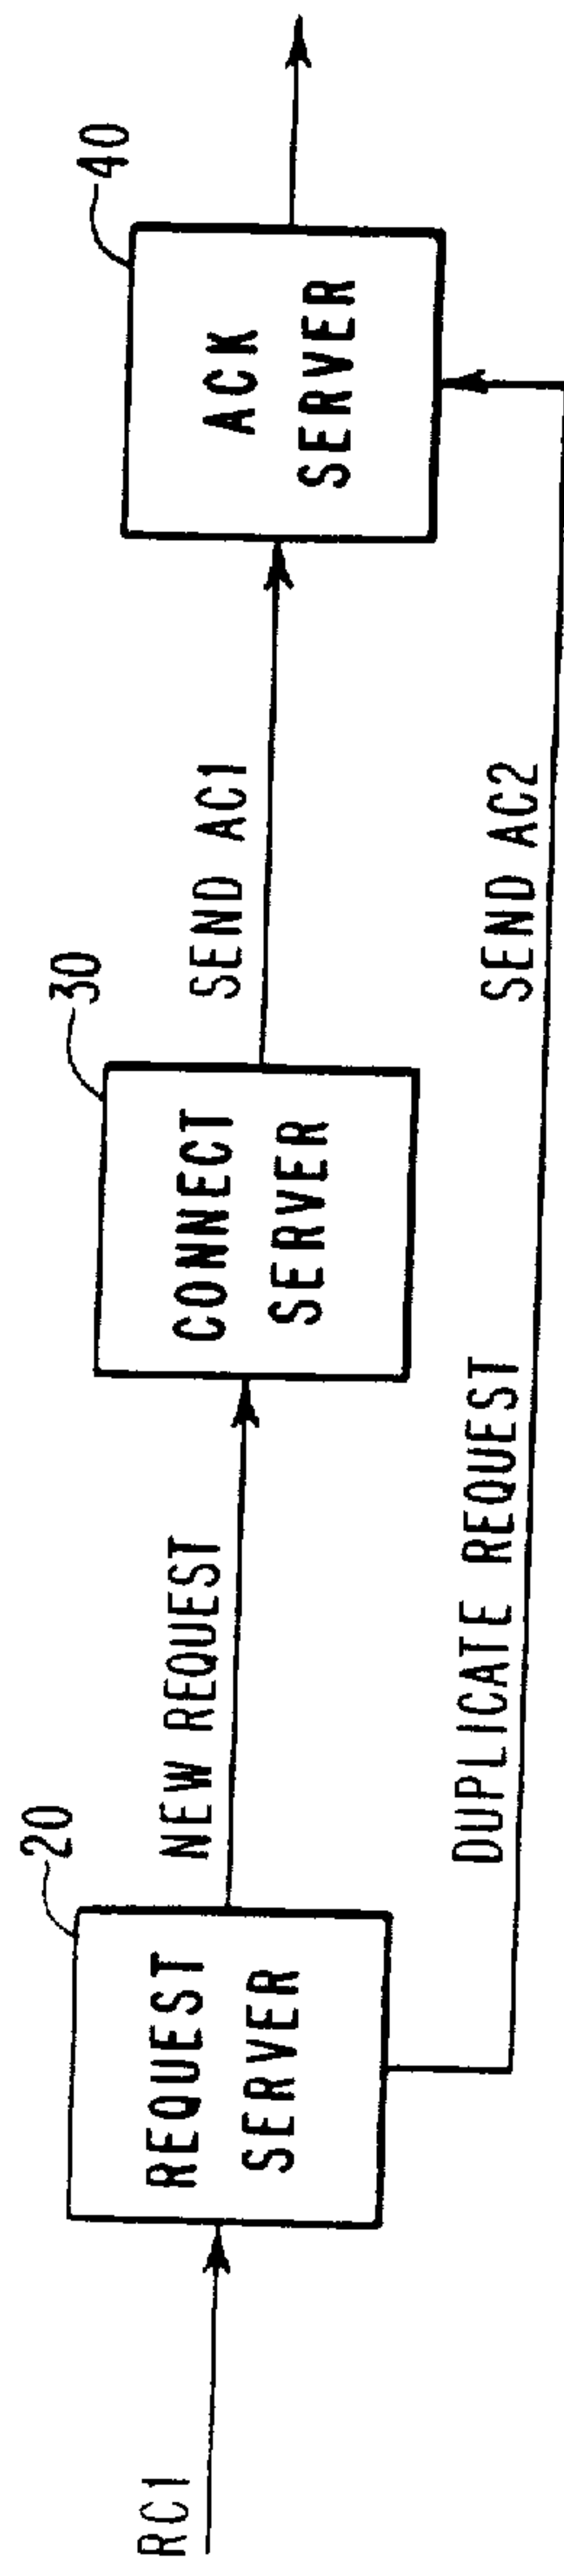 RC1
20
REQUEST
SERVER
NEW REQUEST
30
CONNECT
SERVER
SEND AC1
40
ACK
SERVER
DUPLICATE REQUEST
SEND AC2